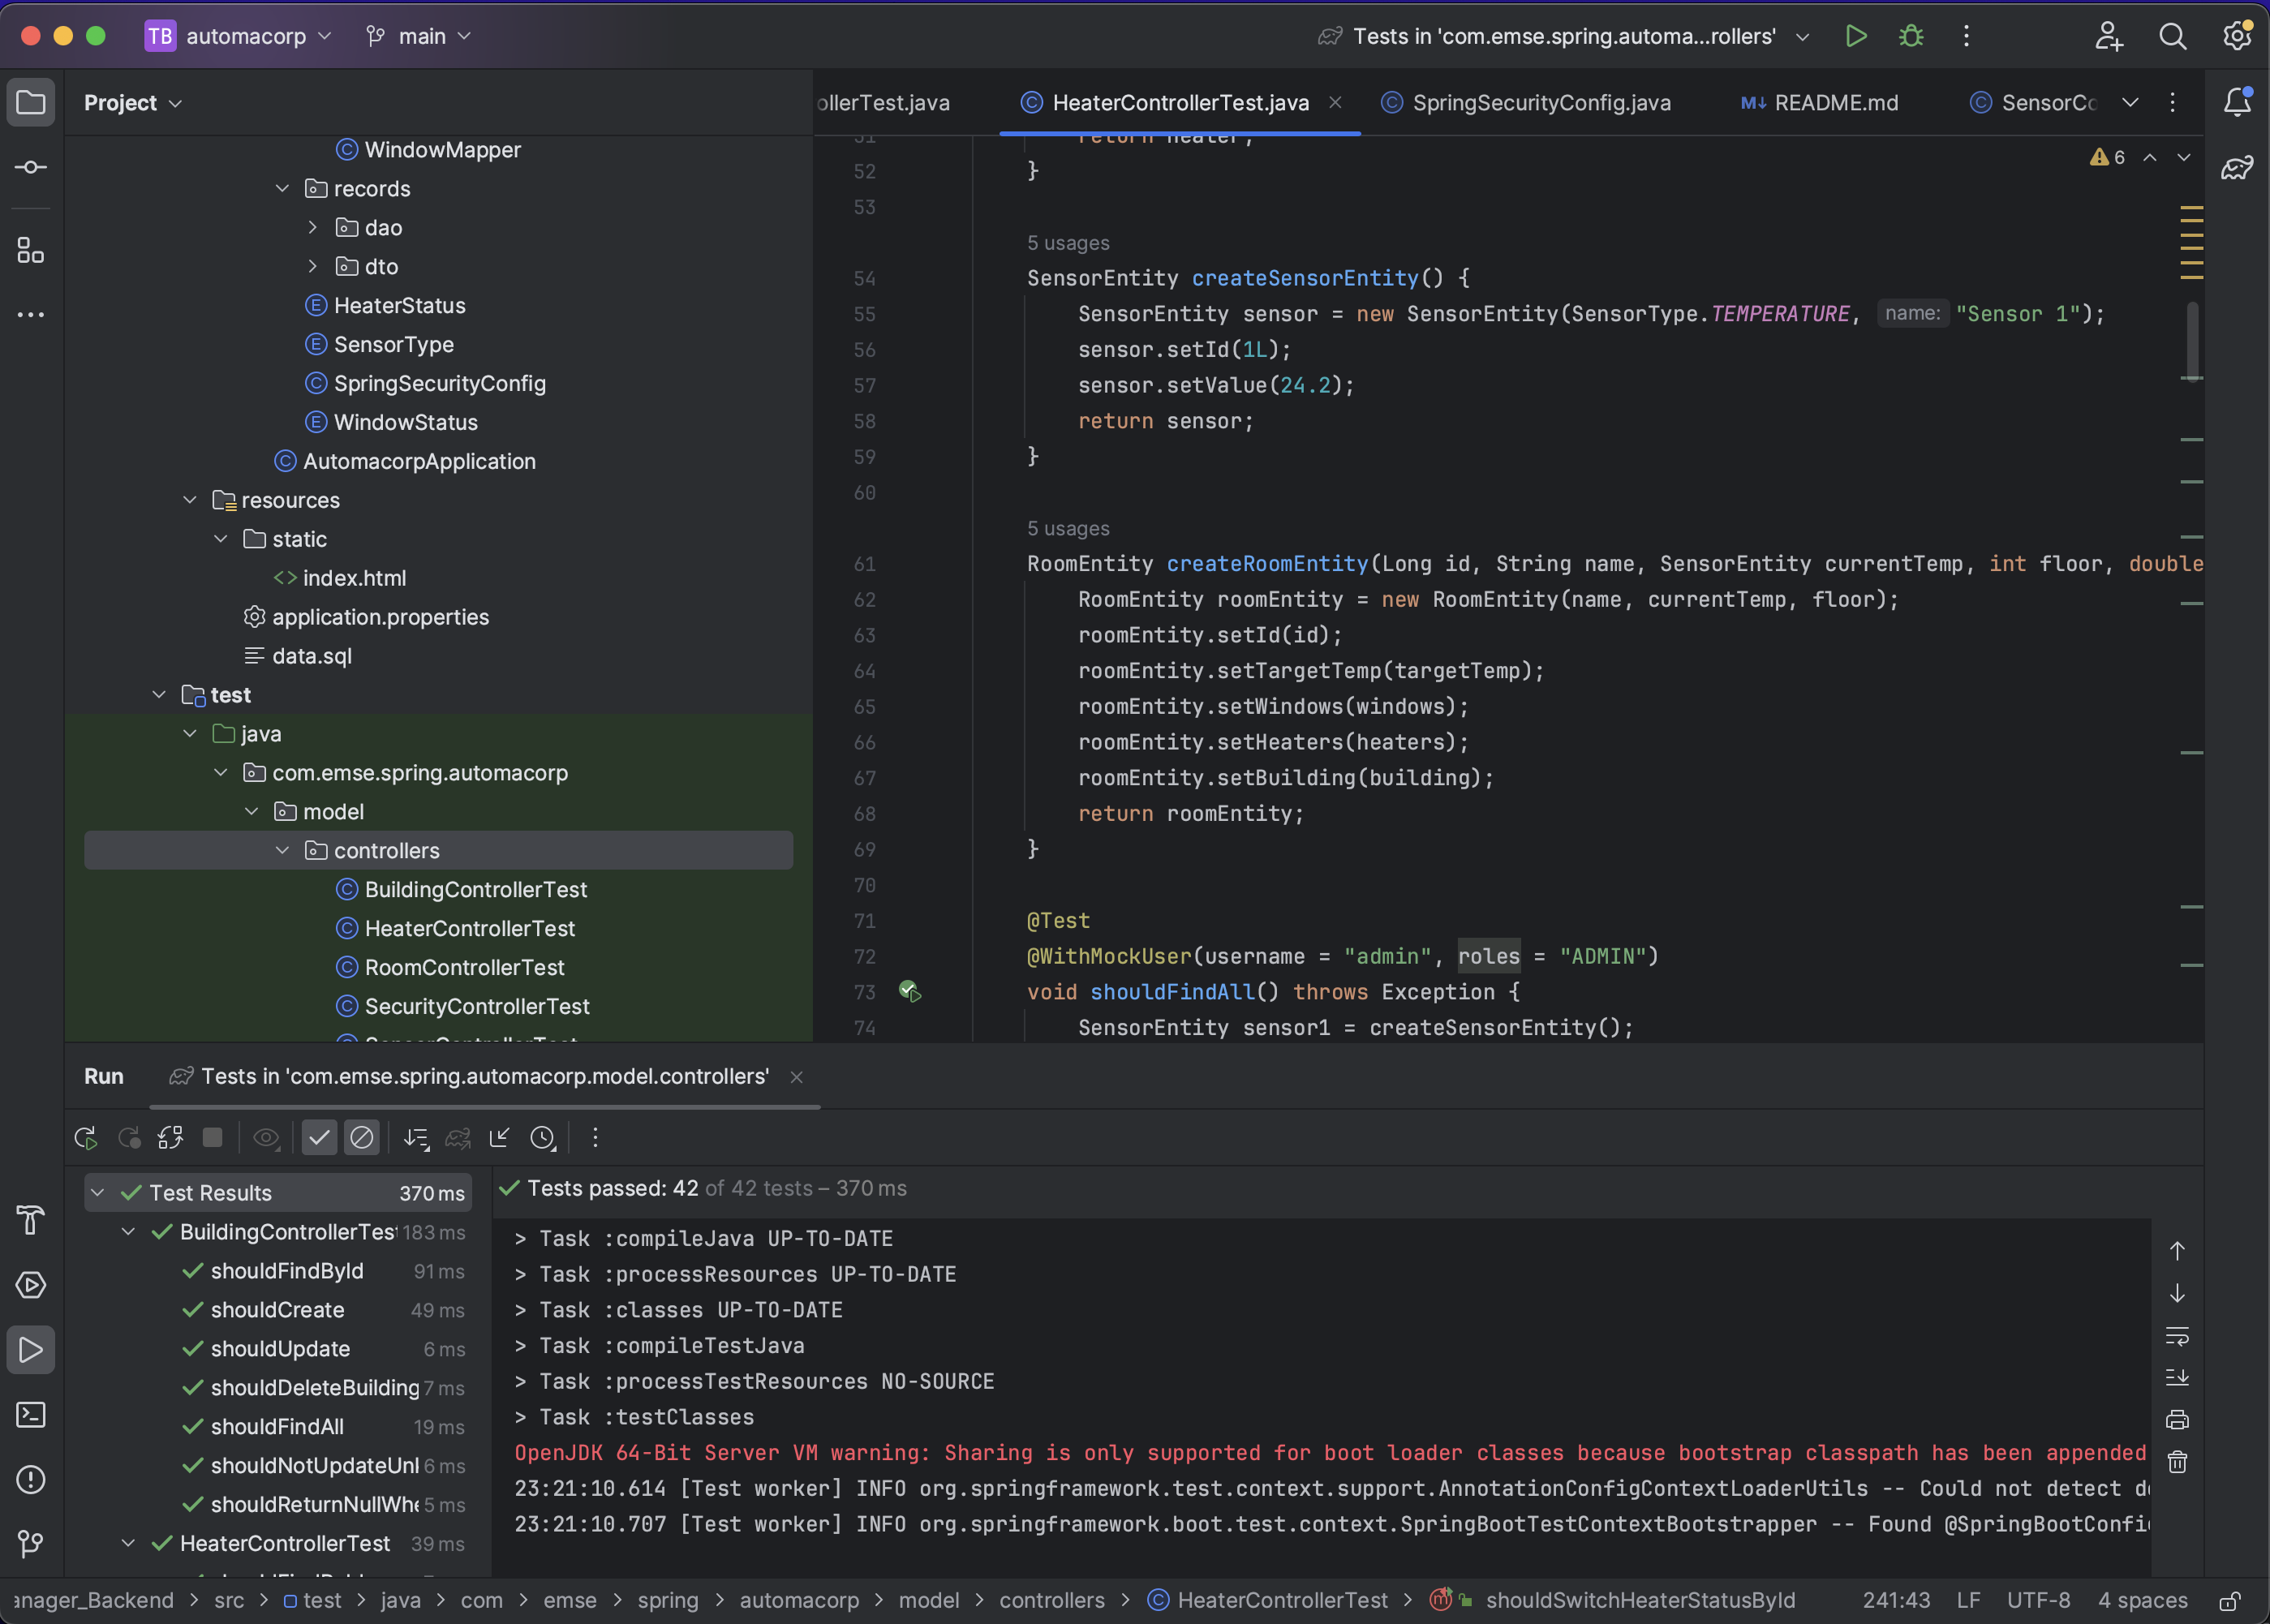 TB automacorp main Tests in 'com.emse.spring.automa...rollers'
Project
WindowMapper
records
dao
dto
HeaterStatus
SensorType
SpringSecurityConfig
WindowStatus
AutomacorpApplication
resources
static
index.html
application.properties
data.sql
test
java
com.emse.spring.automacorp
model
controllers
BuildingControllerTest
HeaterControllerTest
RoomControllerTest
SecurityControllerTest
SensorControllerTest
ollerTest.java HeaterControllerTest.java SpringSecurityConfig.java README.md SensorCo
6
51 return heater;
52 }
53
5 usages
54 SensorEntity createSensorEntity() {
55 SensorEntity sensor = new SensorEntity(SensorType.TEMPERATURE, name: "Sensor 1");
56 sensor.setId(1L);
57 sensor.setValue(24.2);
58 return sensor;
59 }
60
5 usages
61 RoomEntity createRoomEntity(Long id, String name, SensorEntity currentTemp, int floor, double
62 RoomEntity roomEntity = new RoomEntity(name, currentTemp, floor);
63 roomEntity.setId(id);
64 roomEntity.setTargetTemp(targetTemp);
65 roomEntity.setWindows(windows);
66 roomEntity.setHeaters(heaters);
67 roomEntity.setBuilding(building);
68 return roomEntity;
69 }
70
71 @Test
72 @WithMockUser(username = "admin", roles = "ADMIN")
73 void shouldFindAll() throws Exception {
74 SensorEntity sensor1 = createSensorEntity();
Run Tests in 'com.emse.spring.automacorp.model.controllers'
Test Results 370 ms
BuildingControllerTest 183 ms
shouldFindById 91 ms
shouldCreate 49 ms
shouldUpdate 6 ms
shouldDeleteBuilding 7 ms
shouldFindAll 19 ms
shouldNotUpdateUnl 6 ms
shouldReturnNullWhe 5 ms
HeaterControllerTest 39 ms
Tests passed: 42 of 42 tests – 370 ms
> Task :compileJava UP-TO-DATE
> Task :processResources UP-TO-DATE
> Task :classes UP-TO-DATE
> Task :compileTestJava
> Task :processTestResources NO-SOURCE
> Task :testClasses
OpenJDK 64-Bit Server VM warning: Sharing is only supported for boot loader classes because bootstrap classpath has been appended
23:21:10.614 [Test worker] INFO org.springframework.test.context.support.AnnotationConfigContextLoaderUtils -- Could not detect de
23:21:10.707 [Test worker] INFO org.springframework.boot.test.context.SpringBootTestContextBootstrapper -- Found @SpringBootConfig
anager_Backend > src > test > java > com > emse > spring > automacorp > model > controllers > HeaterControllerTest > shouldSwitchHeaterStatusById 241:43 LF UTF-8 4 spaces